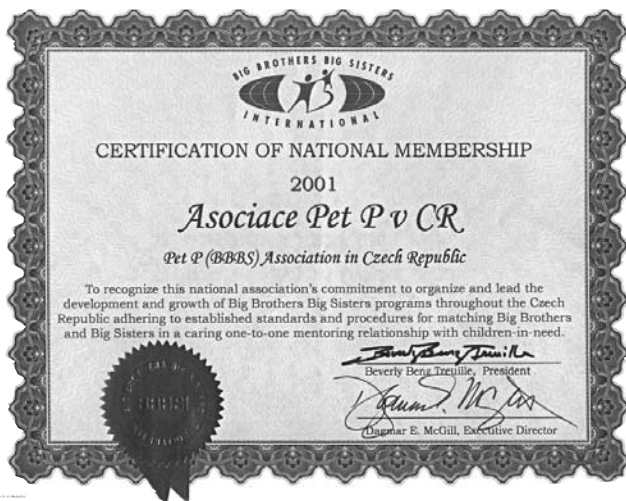 BIG BROTHERS BIG SISTERS
INTERNATIONAL
CERTIFICATION OF NATIONAL MEMBERSHIP
2001
Asociace Pet P v CR
Pet P (BBBS) Association in Czech Republic
To recognize this national association's commitment to organize and lead the
development and growth of Big Brothers Big Sisters programs throughout the Czech
Republic adhering to established standards and procedures for matching Big Brothers
and Big Sisters in a caring one-to-one mentoring relationship with children-in-need.
Beverly Benz Treuille, President
Dagmar E. McGill, Executive Director
BBBSI